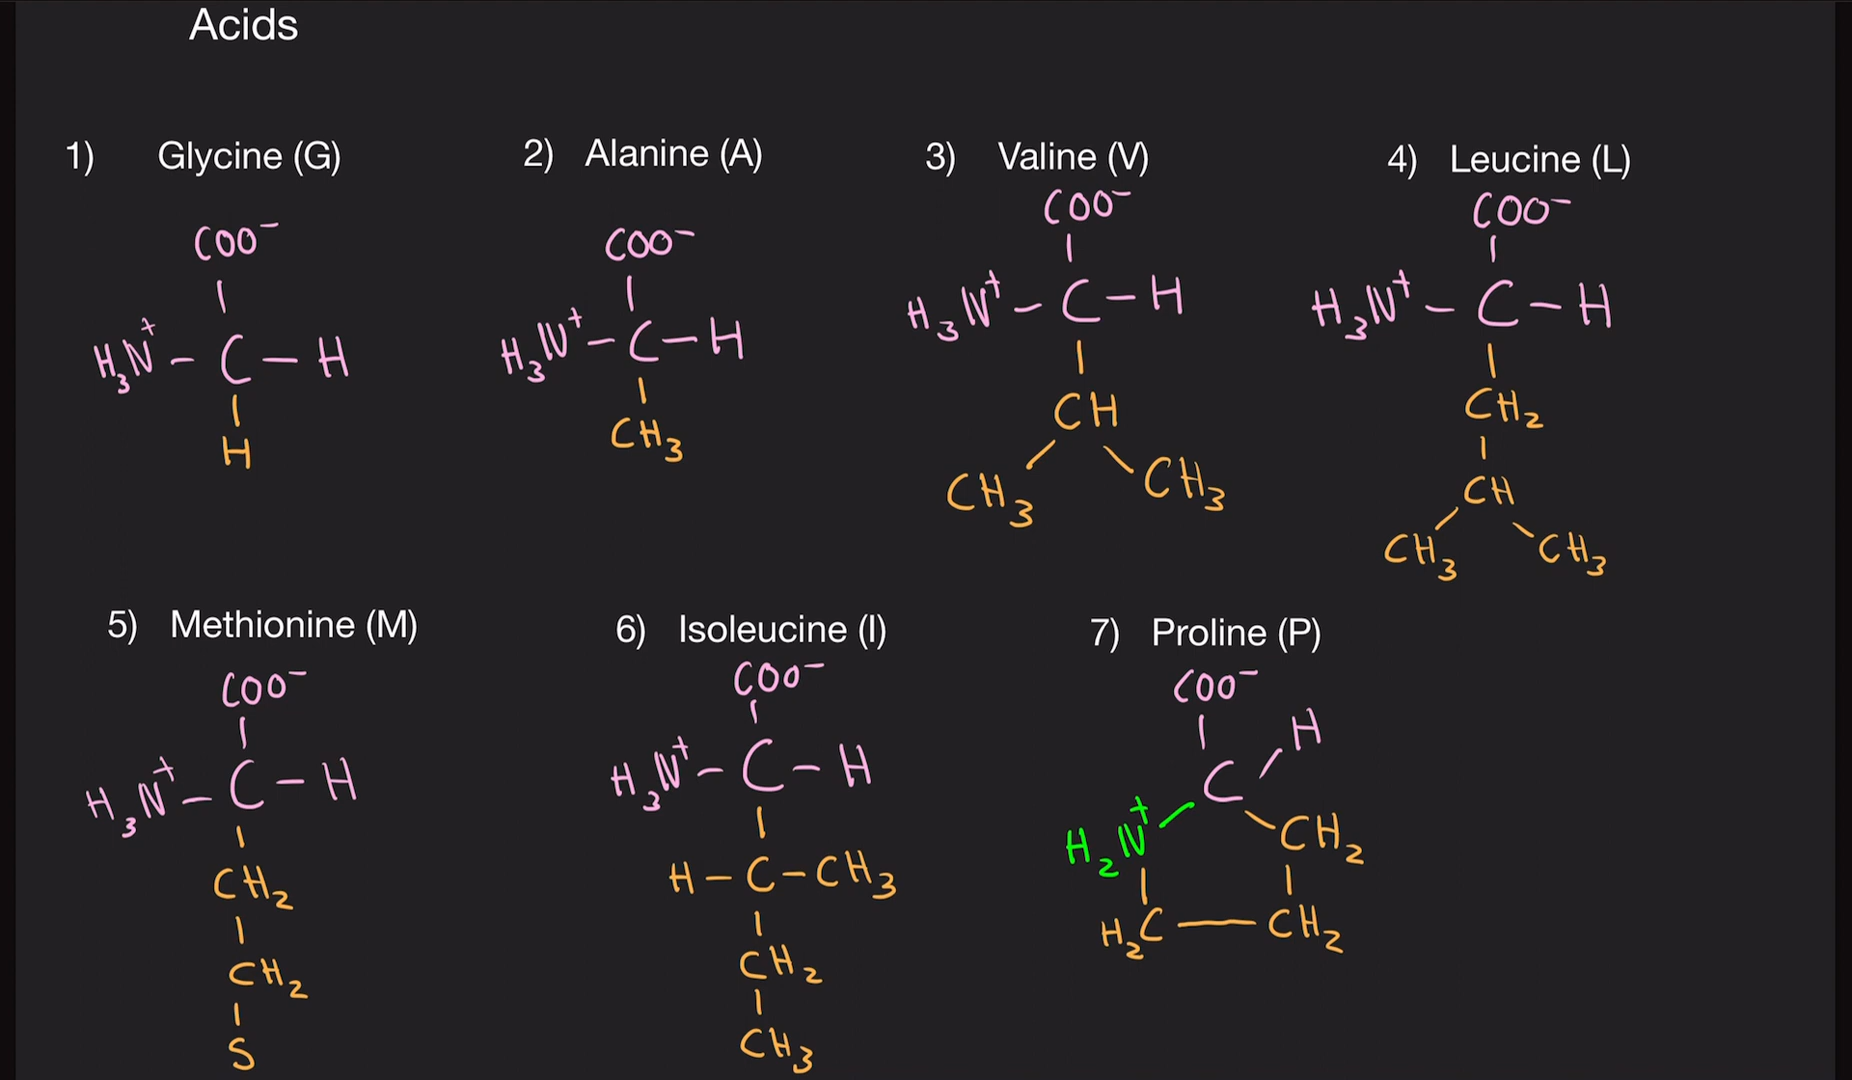 Acids
1) Glycine (G)
COO⁻
H₃N⁺ – C – H
H
2) Alanine (A)
COO⁻
H₃N⁺ – C – H
CH₃
3) Valine (V)
COO⁻
H₃N⁺ – C – H
CH
CH₃ CH₃
4) Leucine (L)
COO⁻
H₃N⁺ – C – H
CH₂
CH
CH₃ CH₃
5) Methionine (M)
COO⁻
H₃N⁺ – C – H
CH₂
CH₂
S
6) Isoleucine (I)
COO⁻
H₃N⁺ – C – H
H – C – CH₃
CH₂
CH₃
7) Proline (P)
COO⁻
H
C
H₂N⁺ CH₂
H₂C — CH₂